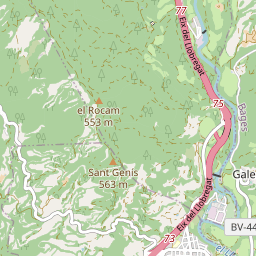 77
Eix del Llobregat
el Rocam
553 m
75
Bages
Sant Genís
563 m
Gale
Eix del Llobregat
BV-44
73